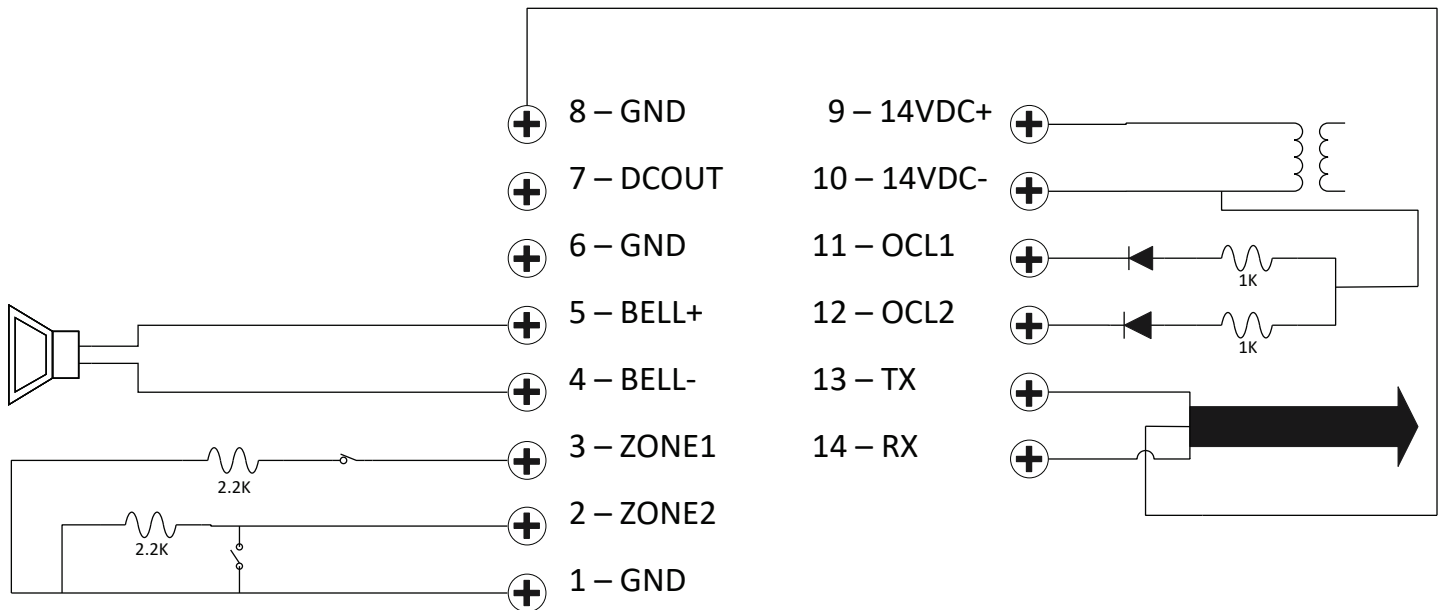 8 – GND
7 – DCOUT
6 – GND
5 – BELL+
4 – BELL-
3 – ZONE1
2.2K
2 – ZONE2
2.2K
1 – GND
9 – 14VDC+
10 – 14VDC-
11 – OCL1
1K
12 – OCL2
1K
13 – TX
14 – RX